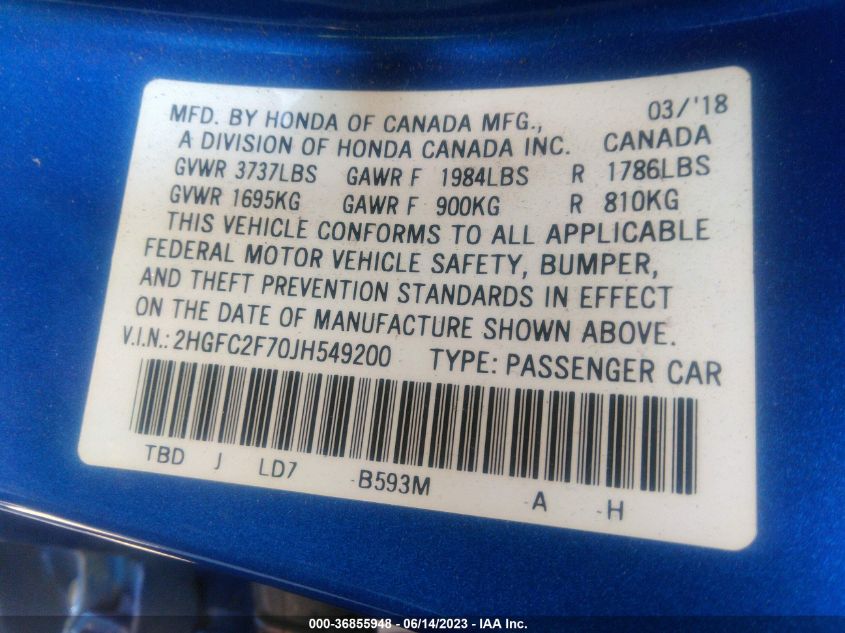 MFD. BY HONDA OF CANADA MFG., 03/'18
A DIVISION OF HONDA CANADA INC. CANADA
GVWR 3737LBS GAWR F 1984LBS R 1786LBS
GVWR 1695KG GAWR F 900KG R 810KG
THIS VEHICLE CONFORMS TO ALL APPLICABLE
FEDERAL MOTOR VEHICLE SAFETY, BUMPER,
AND THEFT PREVENTION STANDARDS IN EFFECT
ON THE DATE OF MANUFACTURE SHOWN ABOVE.
V.I.N.: 2HGFC2F70JH549200 TYPE: PASSENGER CAR
TBD J LD7 -B593M -A -H
000-36855948 - 06/14/2023 - IAA Inc.